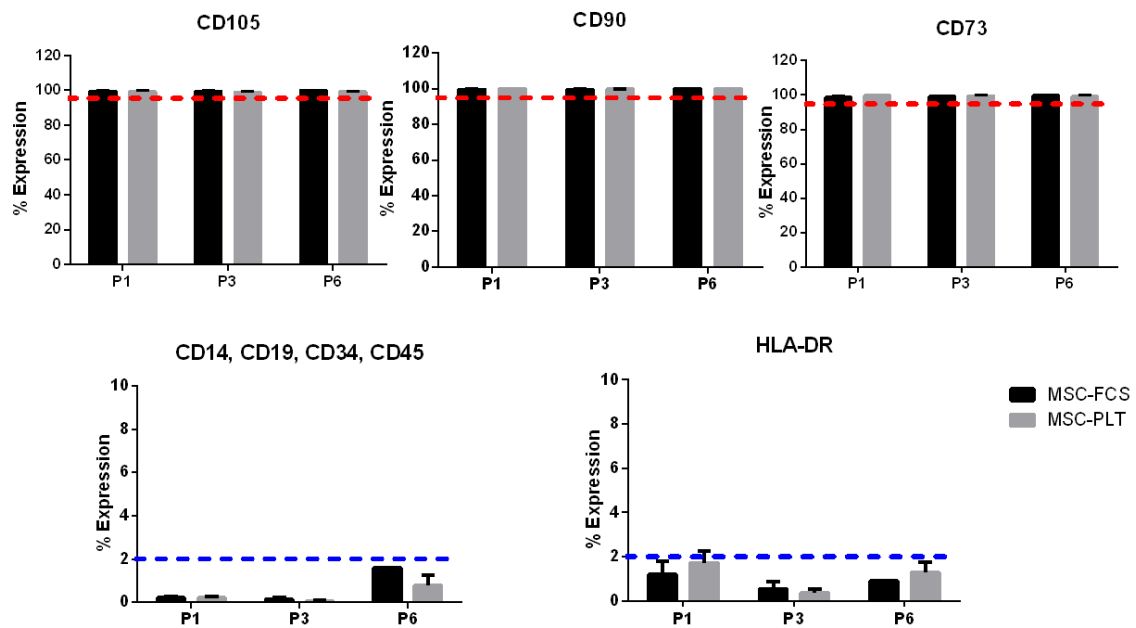 CD105
CD90
CD73
120
100
80
60
40
20
0
% Expression
P1
P3
P6
120
100
80
60
40
20
0
% Expression
P1
P3
P6
120
100
80
60
40
20
0
% Expression
P1
P3
P6
CD14, CD19, CD34, CD45
10
8
6
4
2
0
% Expression
P1
P3
P6
HLA-DR
10
8
6
4
2
0
% Expression
P1
P3
P6
MSC-FCS
MSC-PLT